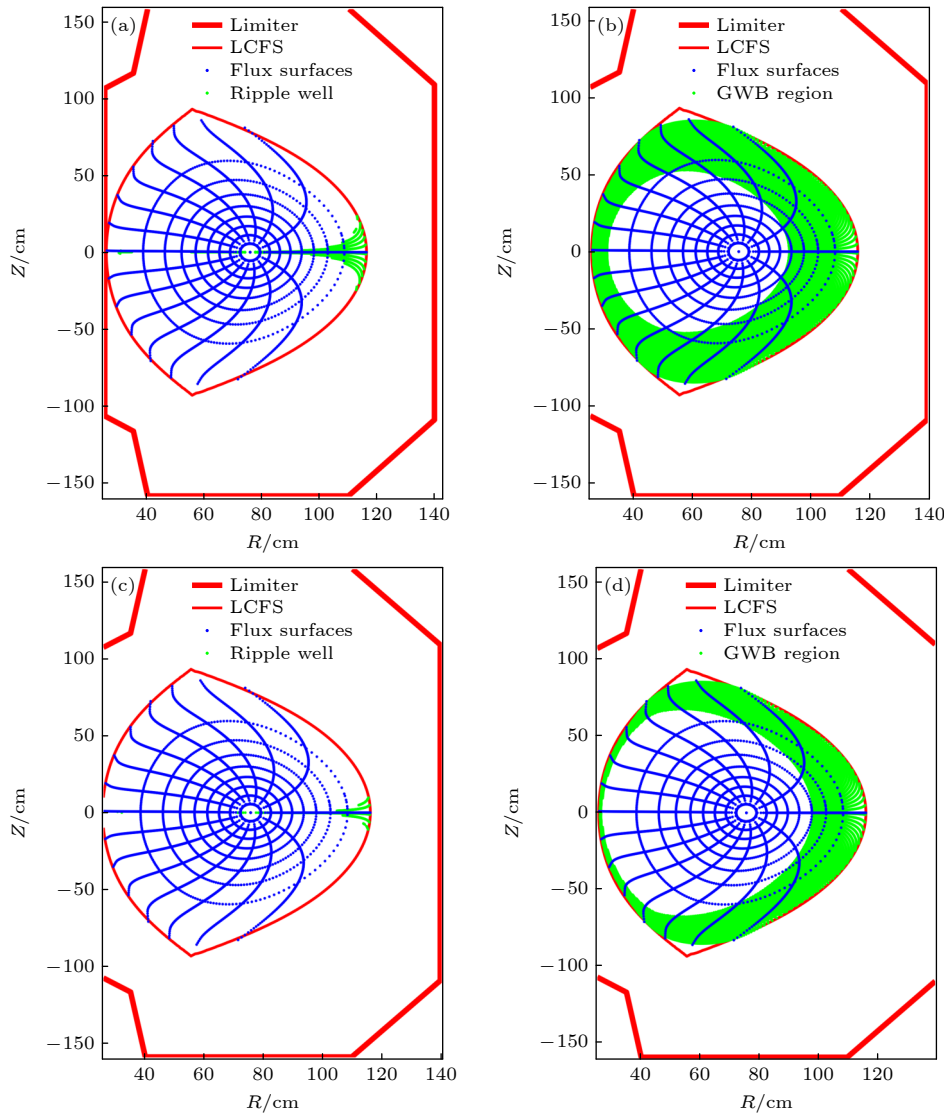 (a)
Limiter
LCFS
Flux surfaces
Ripple well
150
100
50
0
−50
−100
−150
Z/cm
40 60 80 100 120 140
R/cm
(b)
Limiter
LCFS
Flux surfaces
GWB region
150
100
50
0
−50
−100
−150
Z/cm
40 60 80 100 120 140
R/cm
(c)
Limiter
LCFS
Flux surfaces
Ripple well
150
100
50
0
−50
−100
−150
Z/cm
40 60 80 100 120 140
R/cm
(d)
Limiter
LCFS
Flux surfaces
GWB region
150
100
50
0
−50
−100
−150
Z/cm
40 60 80 100 120
R/cm